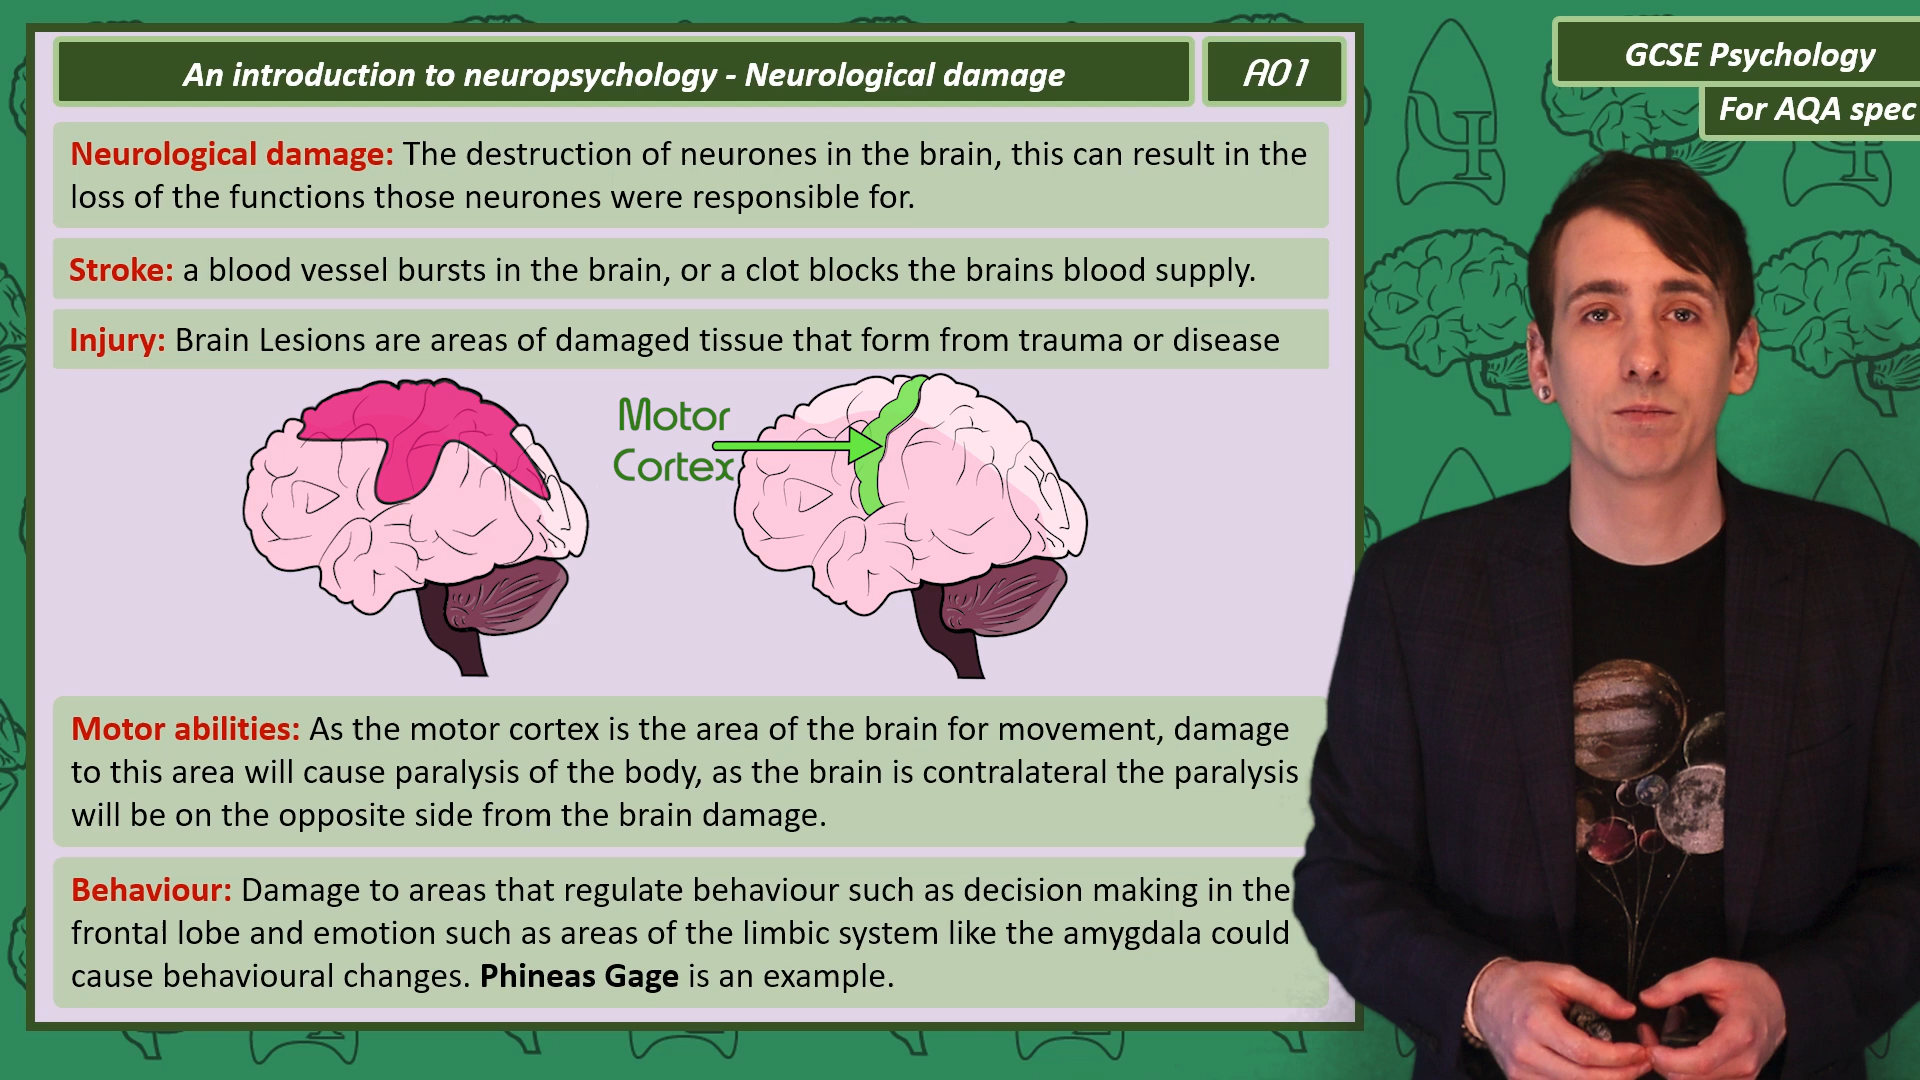 An introduction to neuropsychology - Neurological damage
AO1
GCSE Psychology
For AQA spec
Neurological damage: The destruction of neurones in the brain, this can result in the
loss of the functions those neurones were responsible for.
Stroke: a blood vessel bursts in the brain, or a clot blocks the brains blood supply.
Injury: Brain Lesions are areas of damaged tissue that form from trauma or disease
Motor
Cortex
Motor abilities: As the motor cortex is the area of the brain for movement, damage
to this area will cause paralysis of the body, as the brain is contralateral the paralysis
will be on the opposite side from the brain damage.
Behaviour: Damage to areas that regulate behaviour such as decision making in the
frontal lobe and emotion such as areas of the limbic system like the amygdala could
cause behavioural changes. Phineas Gage is an example.